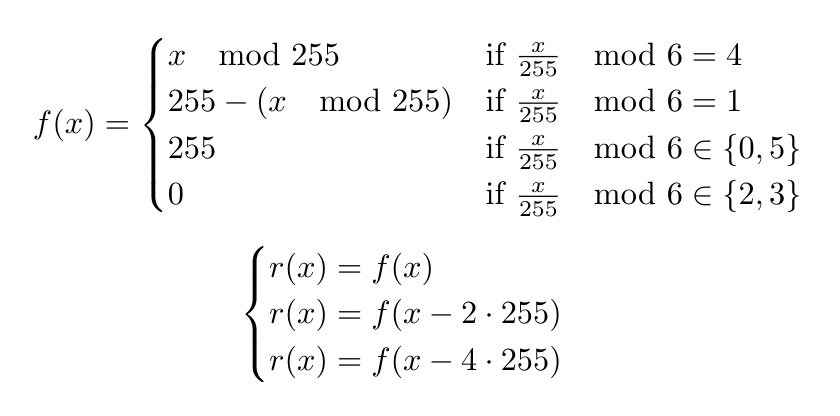 f(x) = { x mod 255 if x/255 mod 6 = 4
255 − (x mod 255) if x/255 mod 6 = 1
255 if x/255 mod 6 ∈ {0, 5}
0 if x/255 mod 6 ∈ {2, 3}
{ r(x) = f(x)
r(x) = f(x − 2 · 255)
r(x) = f(x − 4 · 255)